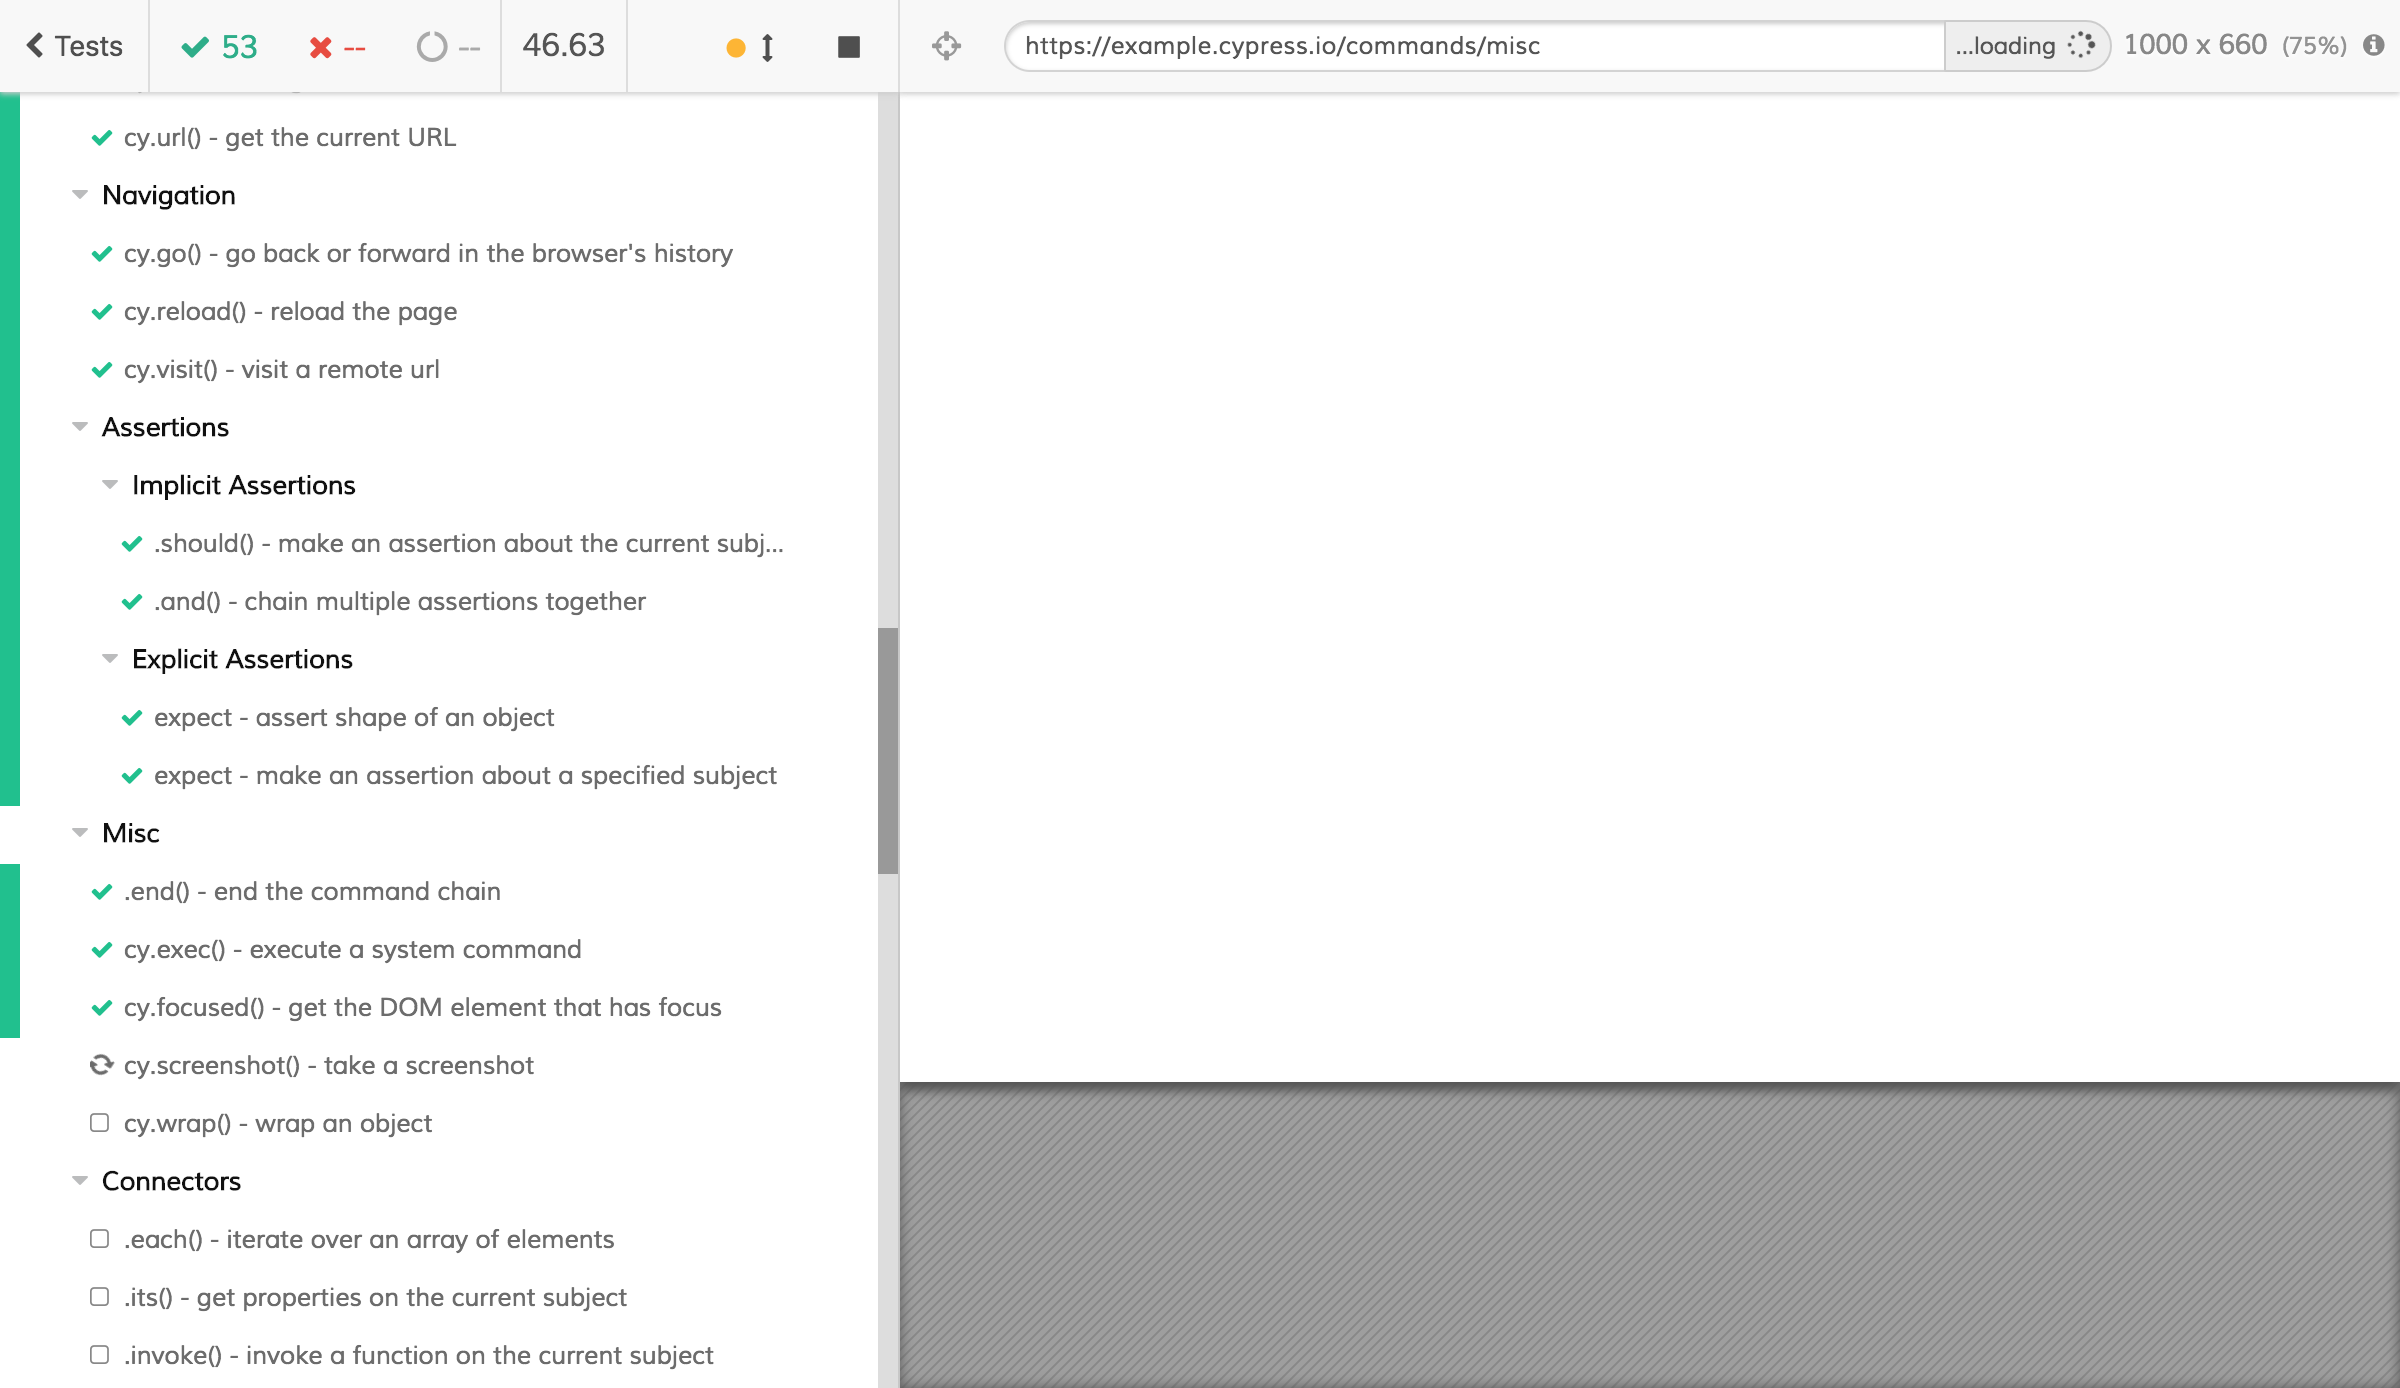 Tests 53 -- -- 46.63
https://example.cypress.io/commands/misc ...loading 1000 x 660 (75%)
cy.url() - get the current URL
Navigation
cy.go() - go back or forward in the browser's history
cy.reload() - reload the page
cy.visit() - visit a remote url
Assertions
Implicit Assertions
.should() - make an assertion about the current subj...
.and() - chain multiple assertions together
Explicit Assertions
expect - assert shape of an object
expect - make an assertion about a specified subject
Misc
.end() - end the command chain
cy.exec() - execute a system command
cy.focused() - get the DOM element that has focus
cy.screenshot() - take a screenshot
cy.wrap() - wrap an object
Connectors
.each() - iterate over an array of elements
.its() - get properties on the current subject
.invoke() - invoke a function on the current subject